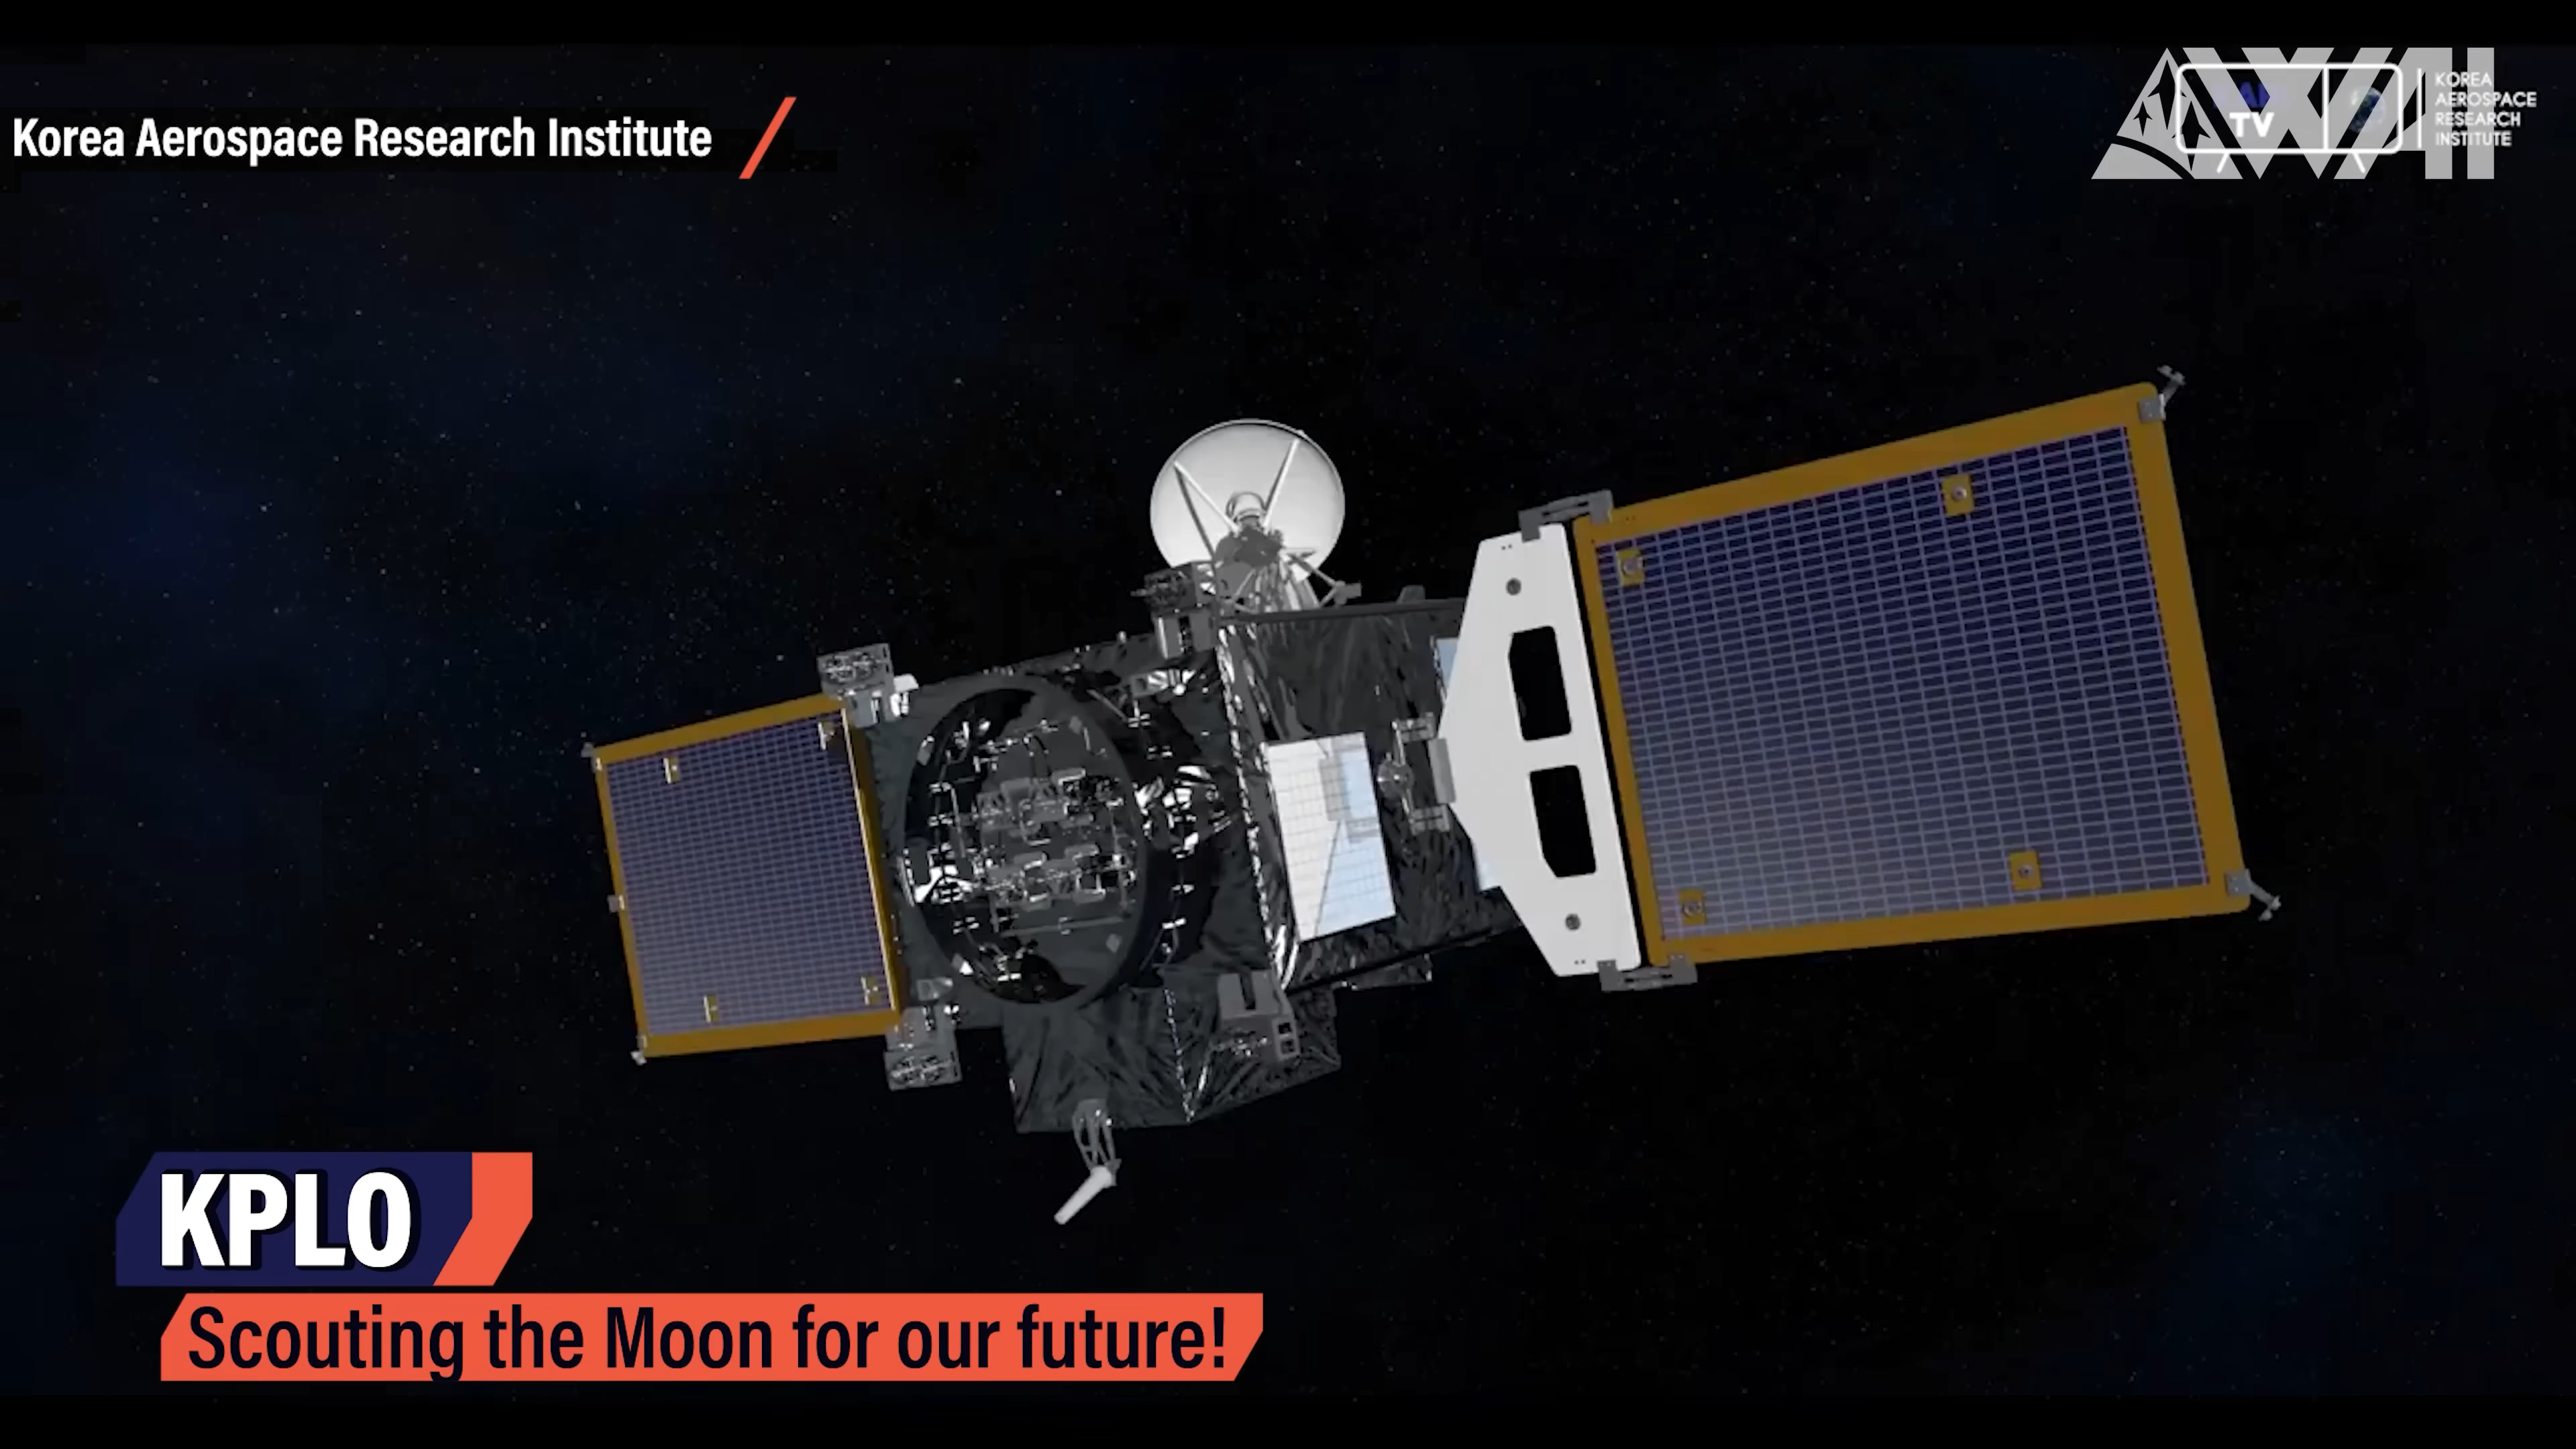 Korea Aerospace Research Institute
TV
KOREA
AEROSPACE
RESEARCH
INSTITUTE
KPLO
Scouting the Moon for our future!